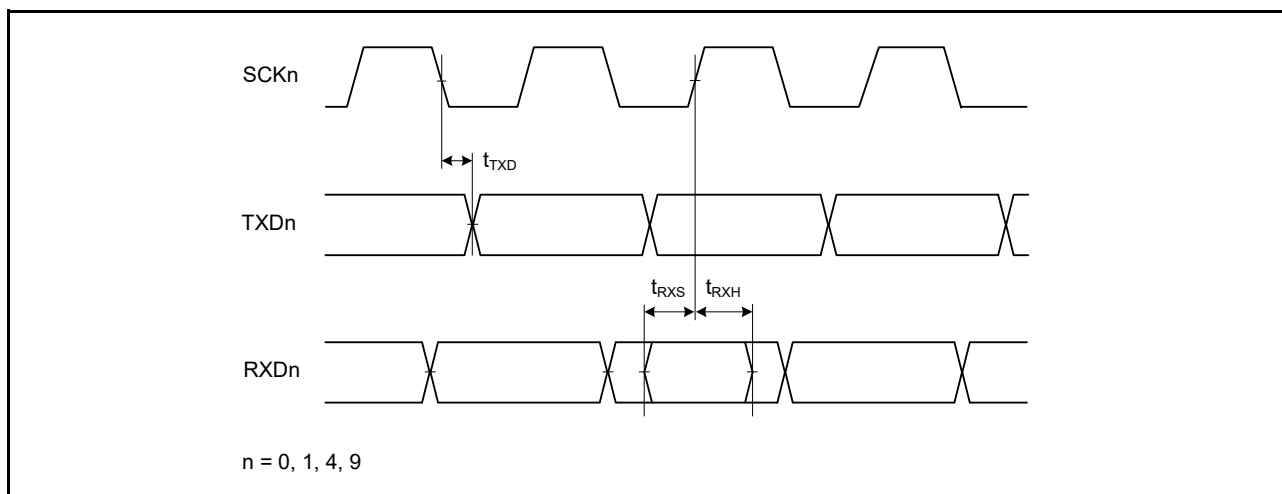 SCKn
tTXD
TXDn
tRXS tRXH
RXDn
n = 0, 1, 4, 9